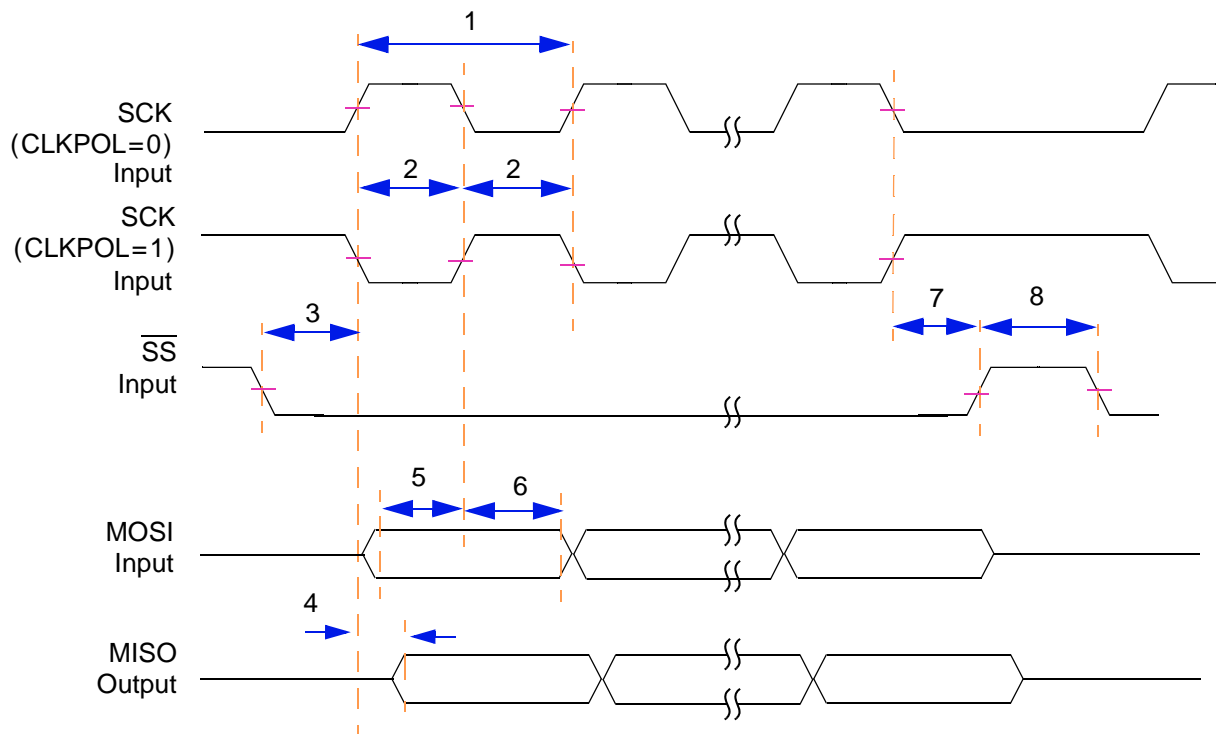 1
SCK
(CLKPOL=0)
Input
2 2
SCK
(CLKPOL=1)
Input
3
7 8
SS
Input
5 6
MOSI
Input
4
MISO
Output